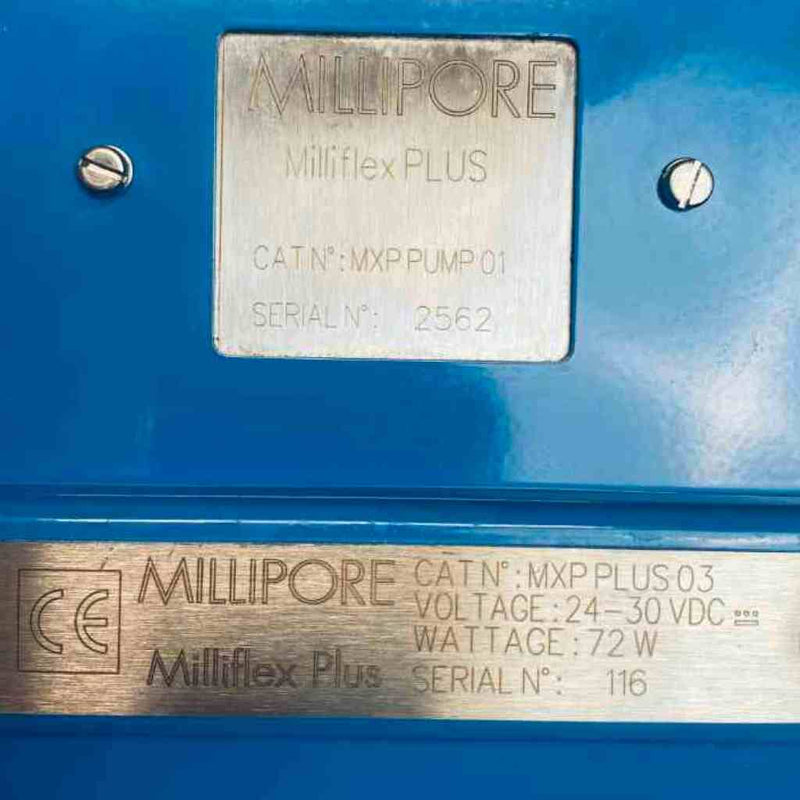 MILLIPORE
Milliflex PLUS
CAT N°: MXP PUMP 01
SERIAL N°: 2562
CE
MILLIPORE
Milliflex Plus
CAT N°: MXP PLUS 03
VOLTAGE: 24-30 VDC
WATTAGE: 72 W
SERIAL N°: 116